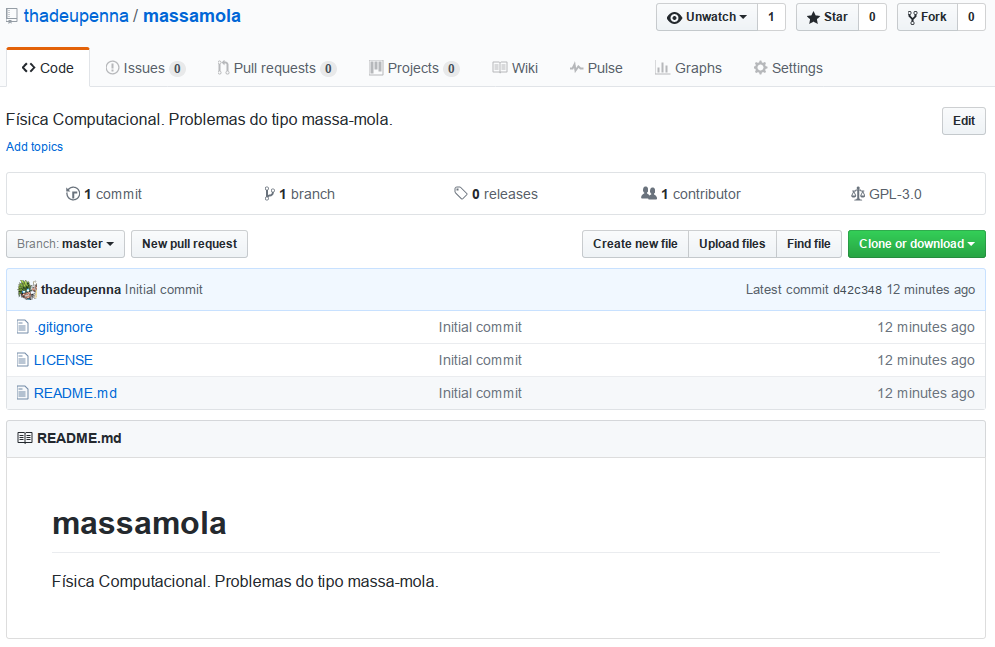 thadeupenna / massamola Unwatch 1 Star 0 Fork 0
Code Issues 0 Pull requests 0 Projects 0 Wiki Pulse Graphs Settings
Física Computacional. Problemas do tipo massa-mola. Edit
Add topics
1 commit 1 branch 0 releases 1 contributor GPL-3.0
Branch: master New pull request Create new file Upload files Find file Clone or download
thadeupenna Initial commit Latest commit d42c348 12 minutes ago
.gitignore Initial commit 12 minutes ago
LICENSE Initial commit 12 minutes ago
README.md Initial commit 12 minutes ago
README.md
massamola
Física Computacional. Problemas do tipo massa-mola.